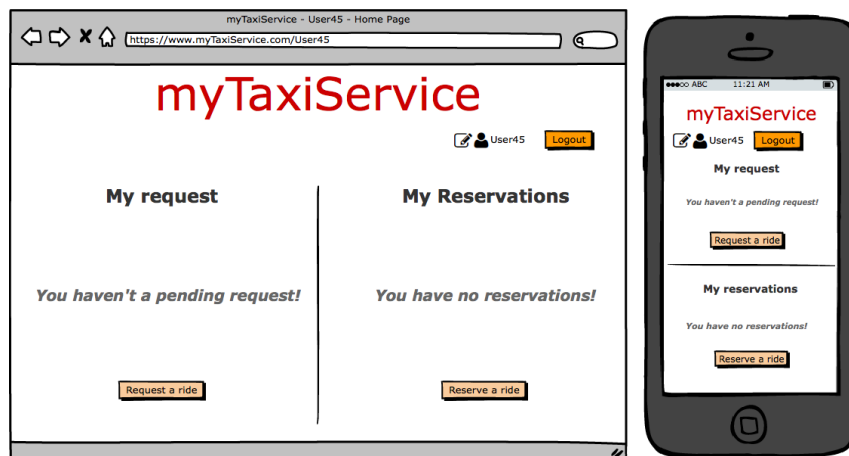 myTaxiService - User45 - Home Page
https://www.myTaxiService.com/User45
myTaxiService
User45 Logout
My request My Reservations
You haven't a pending request! You have no reservations!
Request a ride Reserve a ride
ABC 11:21 AM
myTaxiService
User45 Logout
My request
You haven't a pending request!
Request a ride
My reservations
You have no reservations!
Reserve a ride